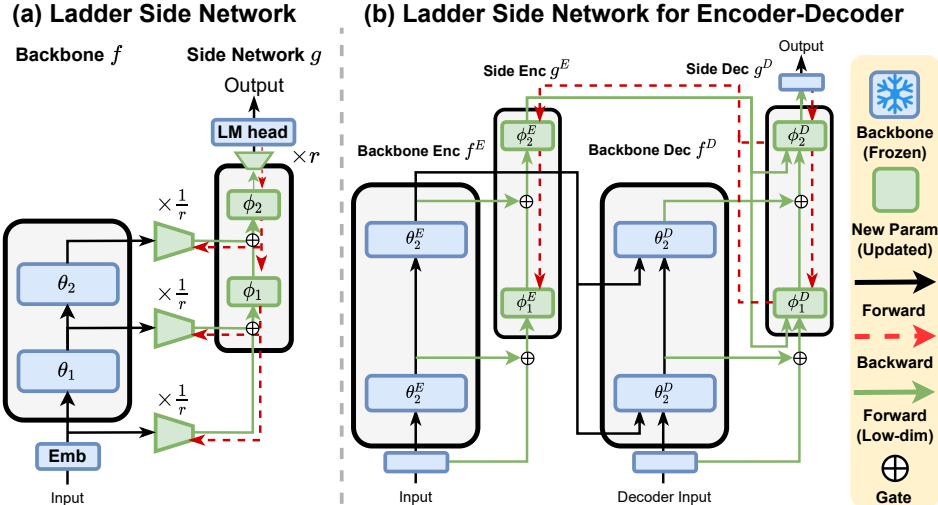 (a) Ladder Side Network
Backbone f
Side Network g
Output
LM head
×r
× 1/r
ϕ₂
θ₂
× 1/r
ϕ₁
θ₁
× 1/r
Emb
Input
(b) Ladder Side Network for Encoder-Decoder
Output
Side Enc g^E
Side Dec g^D
ϕ₂^E
ϕ₂^D
Backbone Enc f^E
Backbone Dec f^D
θ₂^E
θ₂^D
ϕ₁^E
ϕ₁^D
θ₂^E
θ₂^D
Input
Decoder Input
Backbone
(Frozen)
New Param
(Updated)
Forward
Backward
Forward
(Low-dim)
Gate